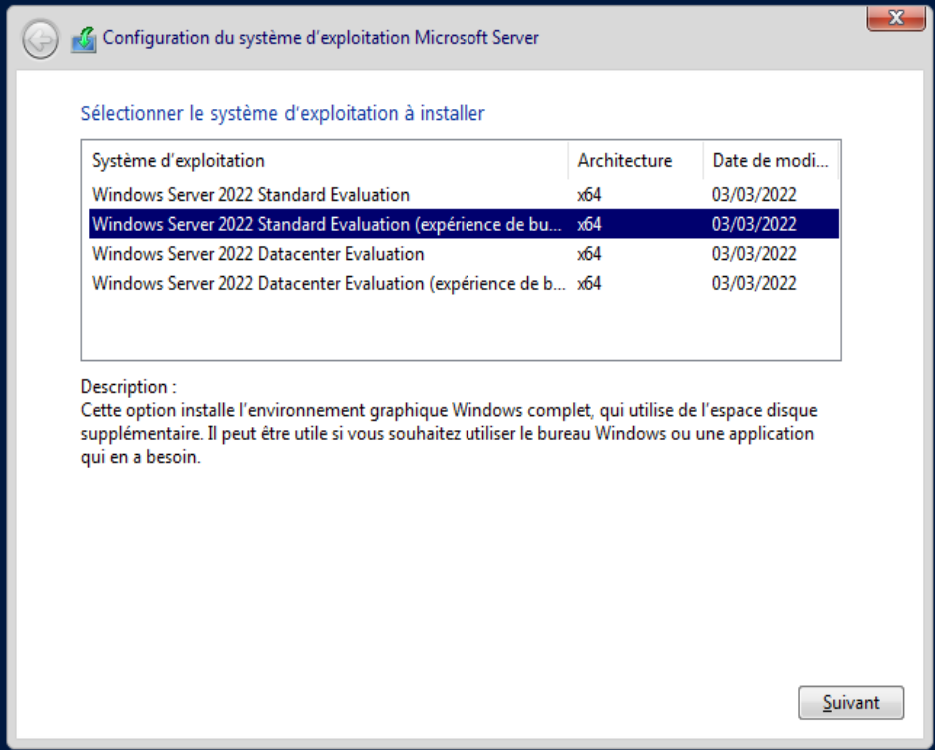 Configuration du système d'exploitation Microsoft Server
Sélectionner le système d'exploitation à installer
Système d'exploitation Architecture Date de modi...
Windows Server 2022 Standard Evaluation x64 03/03/2022
Windows Server 2022 Standard Evaluation (expérience de bu... x64 03/03/2022
Windows Server 2022 Datacenter Evaluation x64 03/03/2022
Windows Server 2022 Datacenter Evaluation (expérience de b... x64 03/03/2022
Description :
Cette option installe l'environnement graphique Windows complet, qui utilise de l'espace disque
supplémentaire. Il peut être utile si vous souhaitez utiliser le bureau Windows ou une application
qui en a besoin.
Suivant